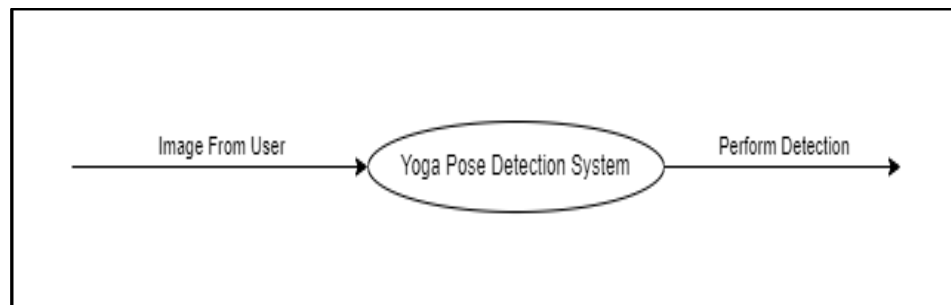 Image From User
Yoga Pose Detection System
Perform Detection